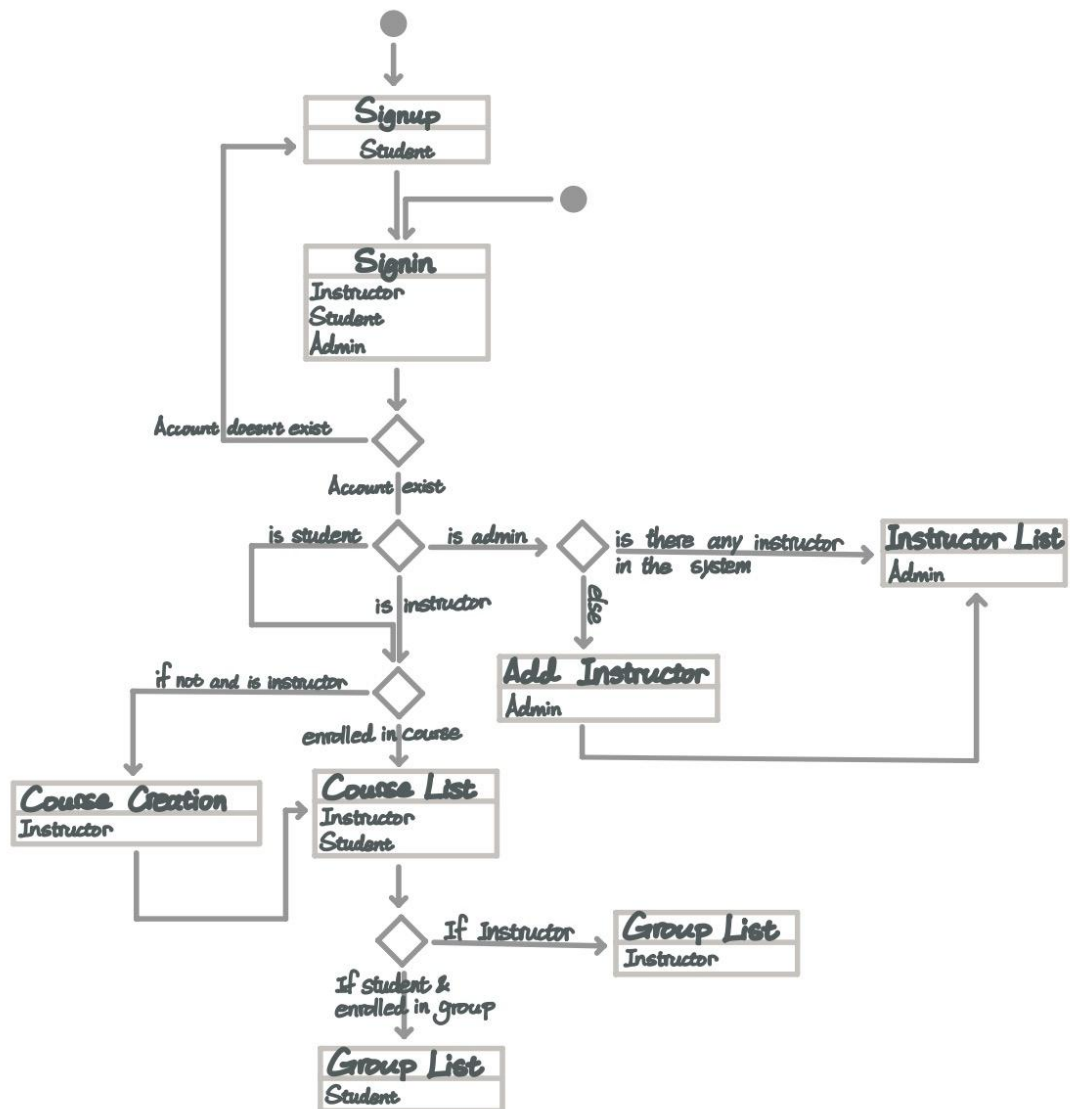 Signup
Student
Signin
Instructor
Student
Admin
Account doesn't exist
Account exist
is student
is admin
is there any instructor
in the system
Instructor List
Admin
is instructor
else
Add Instructor
Admin
if not and is instructor
enrolled in course
Course Creation
Instructor
Course List
Instructor
Student
If Instructor
Group List
Instructor
If student &
enrolled in group
Group List
Student